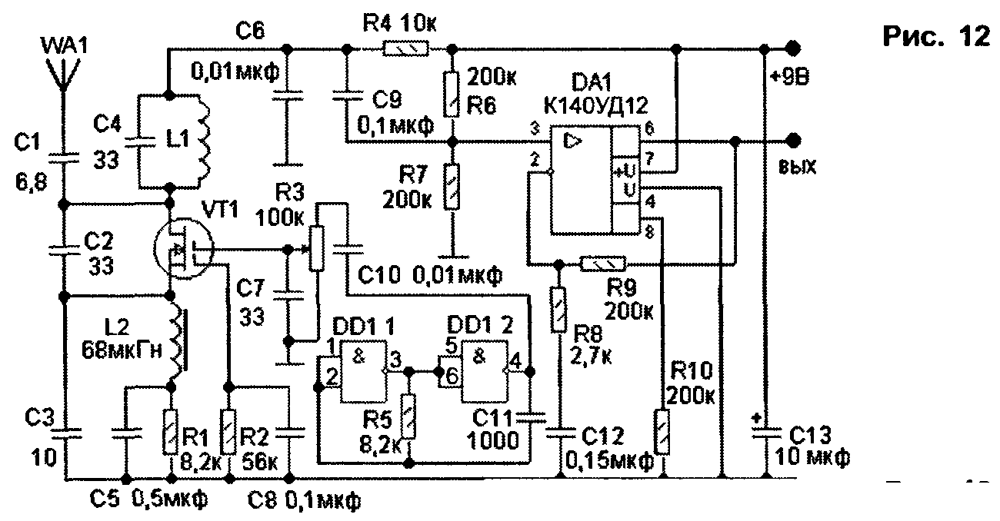 Рис. 12
WA1
C6
0,01мкф
R4 10к
+9В
C4
33
L1
C1
6,8
C9
0,1мкф
200к
R6
DA1
К140УД12
3
2
6
7
+U
U
4
8
вых
R7
200к
R3
100к
VT1
C2
33
C7
33
C10 0,01мкф
R9
200к
L2
68мкГн
DD1 1
1
2
&
3
DD1 2
5
6
&
4
R8
2,7к
R10
200к
C3
10
R1
8,2к
R2
56к
R5
8,2к
C11
1000
C12
0,15мкф
+
C13
10 мкф
C5 0,5мкф
C8 0,1мкф